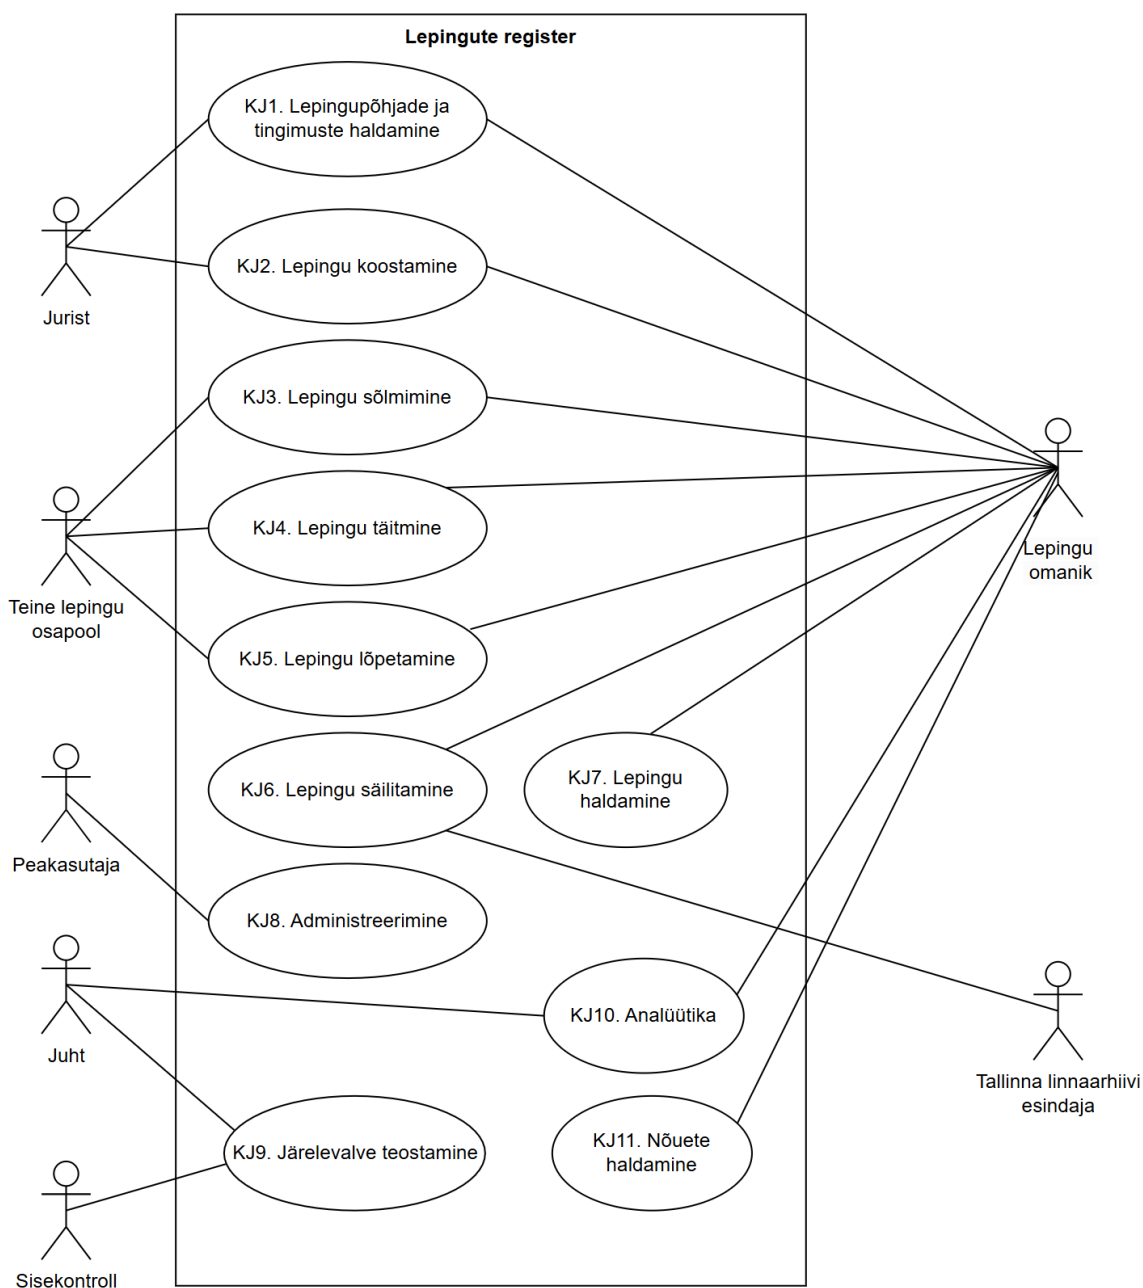 Lepingute register
KJ1. Lepingupõhjade ja
tingimuste haldamine
Jurist
KJ2. Lepingu koostamine
KJ3. Lepingu sõlmimine
Teine lepingu
osapool
KJ4. Lepingu täitmine
Lepingu
omanik
KJ5. Lepingu lõpetamine
KJ6. Lepingu säilitamine
KJ7. Lepingu
haldamine
Peakasutaja
KJ8. Administreerimine
Juht
KJ10. Analüütika
Tallinna linnaarhiivi
esindaja
KJ9. Järelevalve teostamine
KJ11. Nõuete
haldamine
Sisekontroll